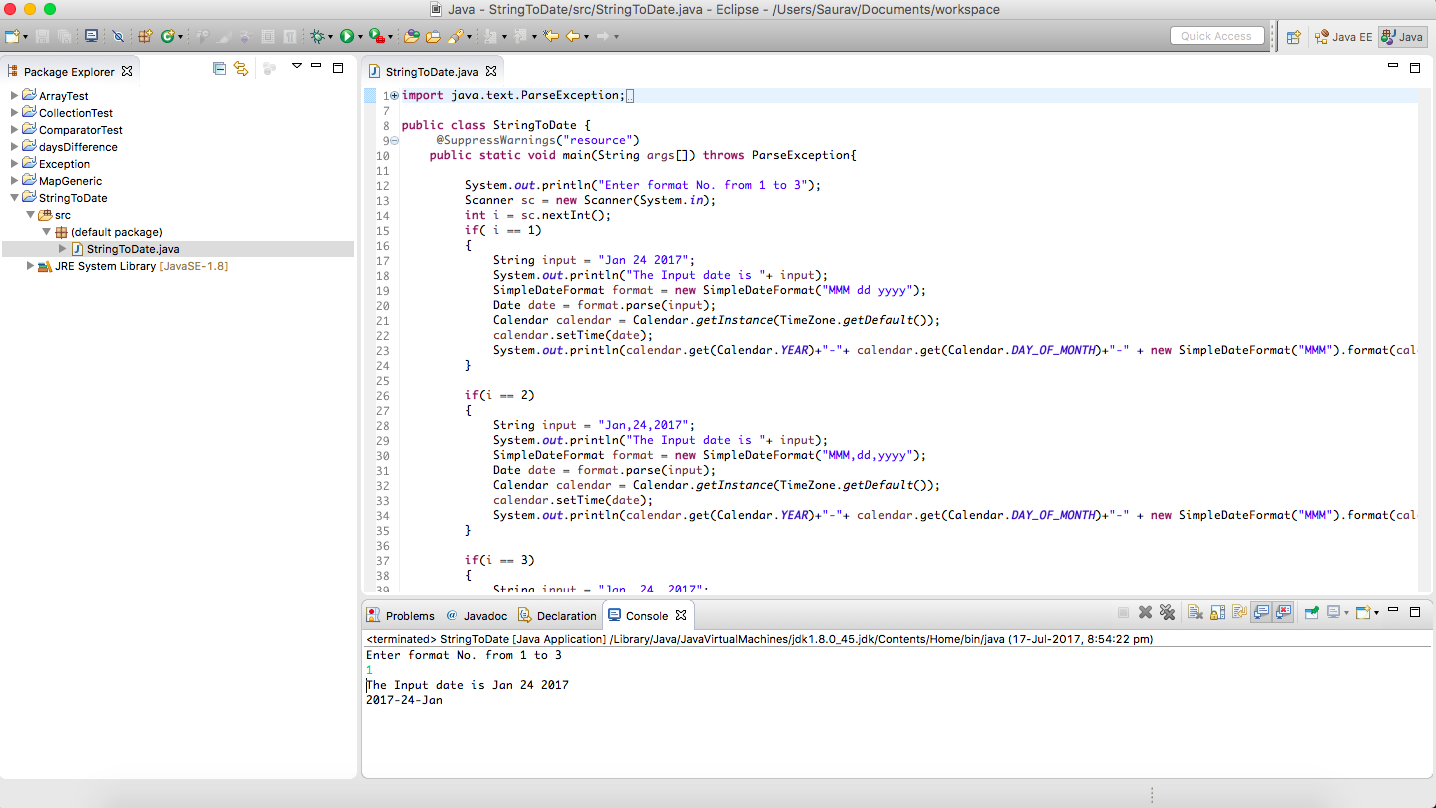 Java - StringToDate/src/StringToDate.java - Eclipse - /Users/Saurav/Documents/workspace
Quick Access
Java EE
Java
Package Explorer
ArrayTest
CollectionTest
ComparatorTest
daysDifference
Exception
MapGeneric
StringToDate
src
(default package)
StringToDate.java
JRE System Library [JavaSE-1.8]
StringToDate.java
1 import java.text.ParseException;
7
8 public class StringToDate {
9 @SuppressWarnings("resource")
10 public static void main(String args[]) throws ParseException{
11
12 System.out.println("Enter format No. from 1 to 3");
13 Scanner sc = new Scanner(System.in);
14 int i = sc.nextInt();
15 if( i == 1)
16 {
17 String input = "Jan 24 2017";
18 System.out.println("The Input date is "+ input);
19 SimpleDateFormat format = new SimpleDateFormat("MMM dd yyyy");
20 Date date = format.parse(input);
21 Calendar calendar = Calendar.getInstance(TimeZone.getDefault());
22 calendar.setTime(date);
23 System.out.println(calendar.get(Calendar.YEAR)+"-"+ calendar.get(Calendar.DAY_OF_MONTH)+"-" + new SimpleDateFormat("MMM").format(cal
24 }
25
26 if(i == 2)
27 {
28 String input = "Jan,24,2017";
29 System.out.println("The Input date is "+ input);
30 SimpleDateFormat format = new SimpleDateFormat("MMM,dd,yyyy");
31 Date date = format.parse(input);
32 Calendar calendar = Calendar.getInstance(TimeZone.getDefault());
33 calendar.setTime(date);
34 System.out.println(calendar.get(Calendar.YEAR)+"-"+ calendar.get(Calendar.DAY_OF_MONTH)+"-" + new SimpleDateFormat("MMM").format(cal
35 }
36
37 if(i == 3)
38 {
39 String input = "Jan, 24, 2017";
Problems
@ Javadoc
Declaration
Console
<terminated> StringToDate [Java Application] /Library/Java/JavaVirtualMachines/jdk1.8.0_45.jdk/Contents/Home/bin/java (17-Jul-2017, 8:54:22 pm)
Enter format No. from 1 to 3
1
The Input date is Jan 24 2017
2017-24-Jan